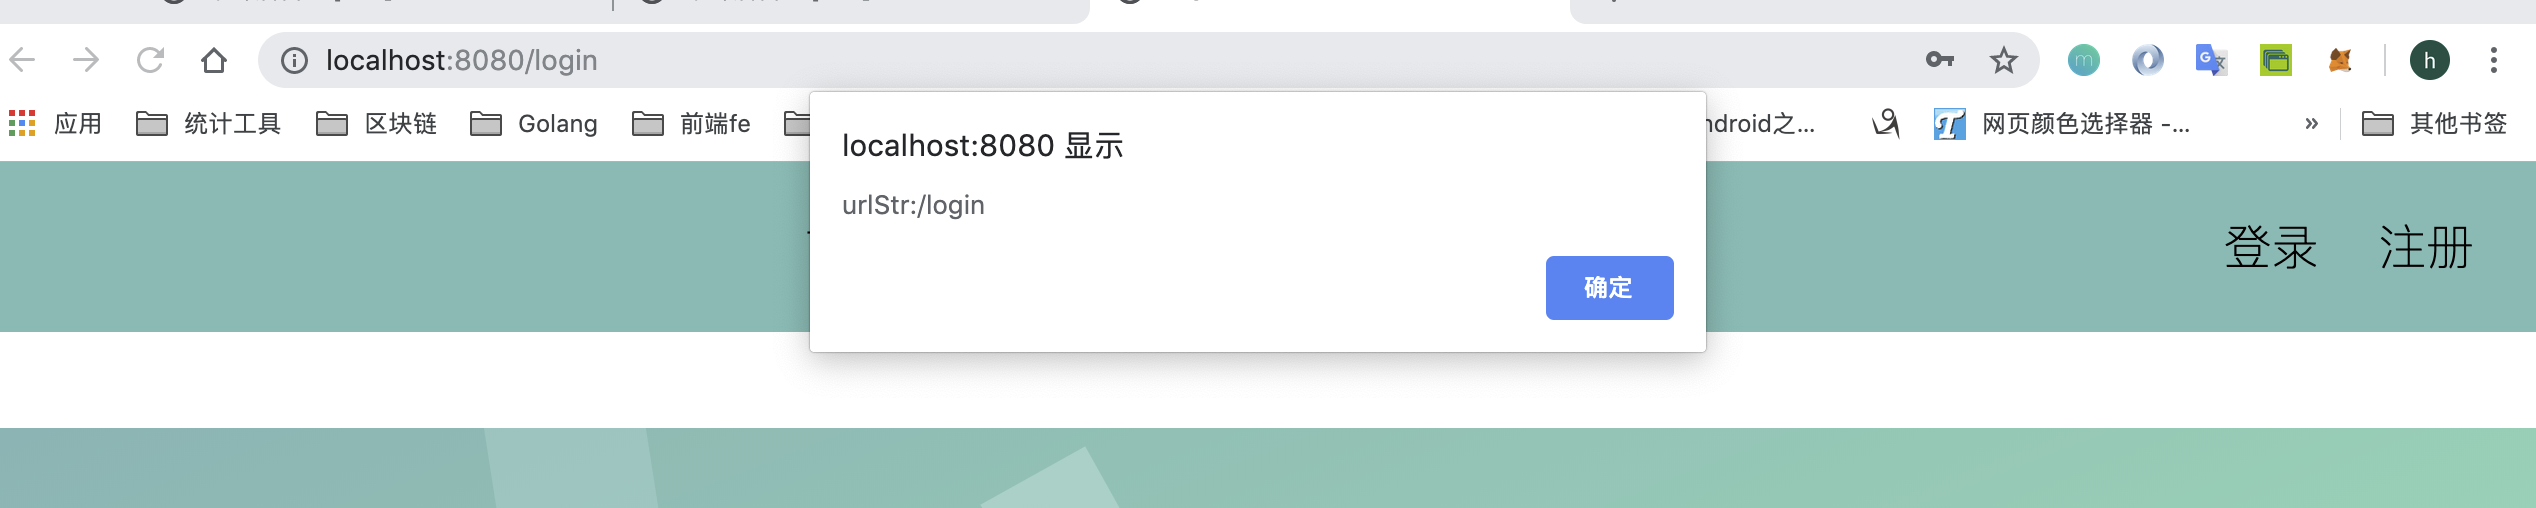 localhost:8080/login
应用 统计工具 区块链 Golang 前端fe ndroid之... 网页颜色选择器 -... » 其他书签
localhost:8080 显示
urlStr:/login
确定
登录 注册